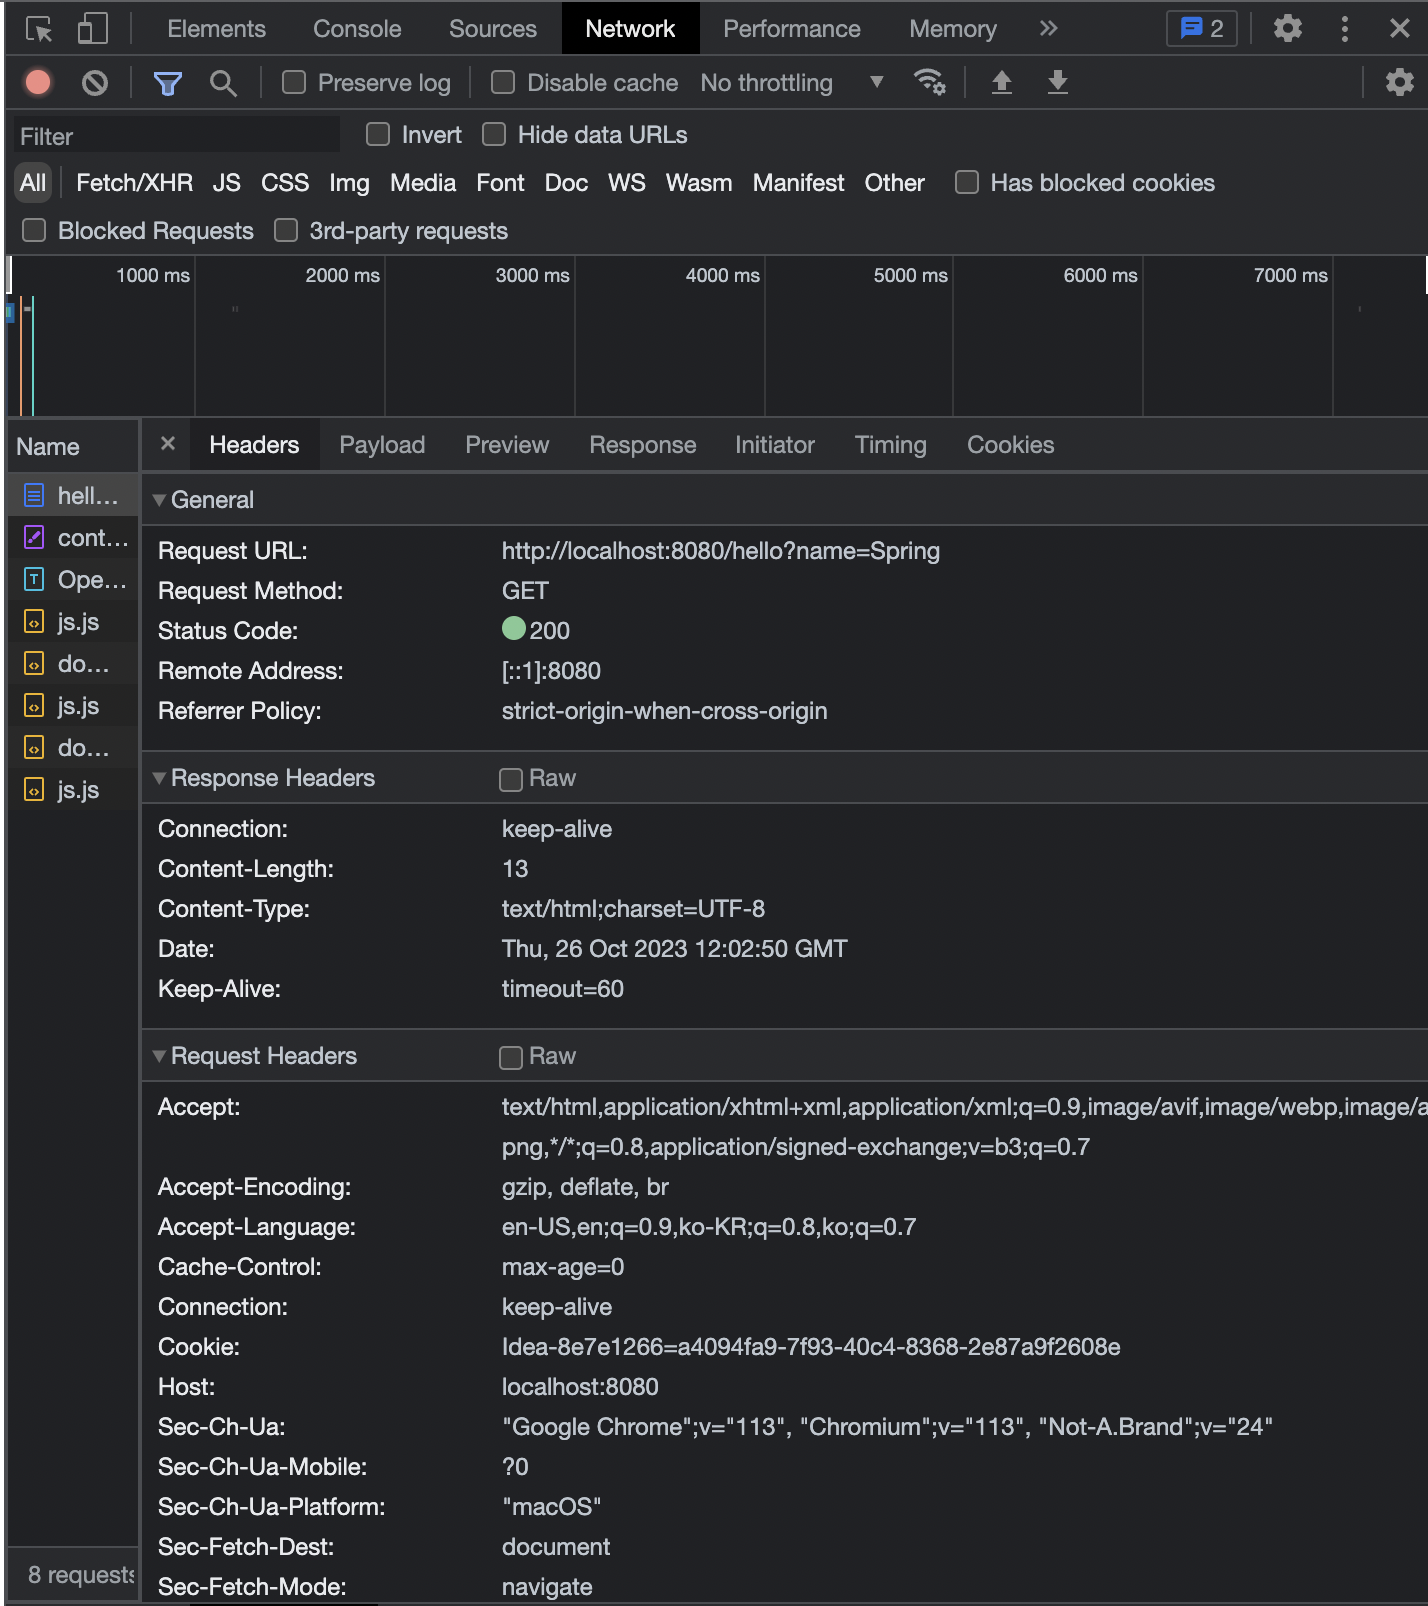 Elements Console Sources Network Performance Memory 2
Preserve log Disable cache No throttling
Filter Invert Hide data URLs
All Fetch/XHR JS CSS Img Media Font Doc WS Wasm Manifest Other Has blocked cookies
Blocked Requests 3rd-party requests
1000 ms 2000 ms 3000 ms 4000 ms 5000 ms 6000 ms 7000 ms
Name
hell...
cont...
Ope...
js.js
do...
js.js
do...
js.js
8 requests
Headers Payload Preview Response Initiator Timing Cookies
General
Request URL: http://localhost:8080/hello?name=Spring
Request Method: GET
Status Code: 200
Remote Address: [::1]:8080
Referrer Policy: strict-origin-when-cross-origin
Response Headers Raw
Connection: keep-alive
Content-Length: 13
Content-Type: text/html;charset=UTF-8
Date: Thu, 26 Oct 2023 12:02:50 GMT
Keep-Alive: timeout=60
Request Headers Raw
Accept: text/html,application/xhtml+xml,application/xml;q=0.9,image/avif,image/webp,image/a
png,*/*;q=0.8,application/signed-exchange;v=b3;q=0.7
Accept-Encoding: gzip, deflate, br
Accept-Language: en-US,en;q=0.9,ko-KR;q=0.8,ko;q=0.7
Cache-Control: max-age=0
Connection: keep-alive
Cookie: Idea-8e7e1266=a4094fa9-7f93-40c4-8368-2e87a9f2608e
Host: localhost:8080
Sec-Ch-Ua: "Google Chrome";v="113", "Chromium";v="113", "Not-A.Brand";v="24"
Sec-Ch-Ua-Mobile: ?0
Sec-Ch-Ua-Platform: "macOS"
Sec-Fetch-Dest: document
Sec-Fetch-Mode: navigate